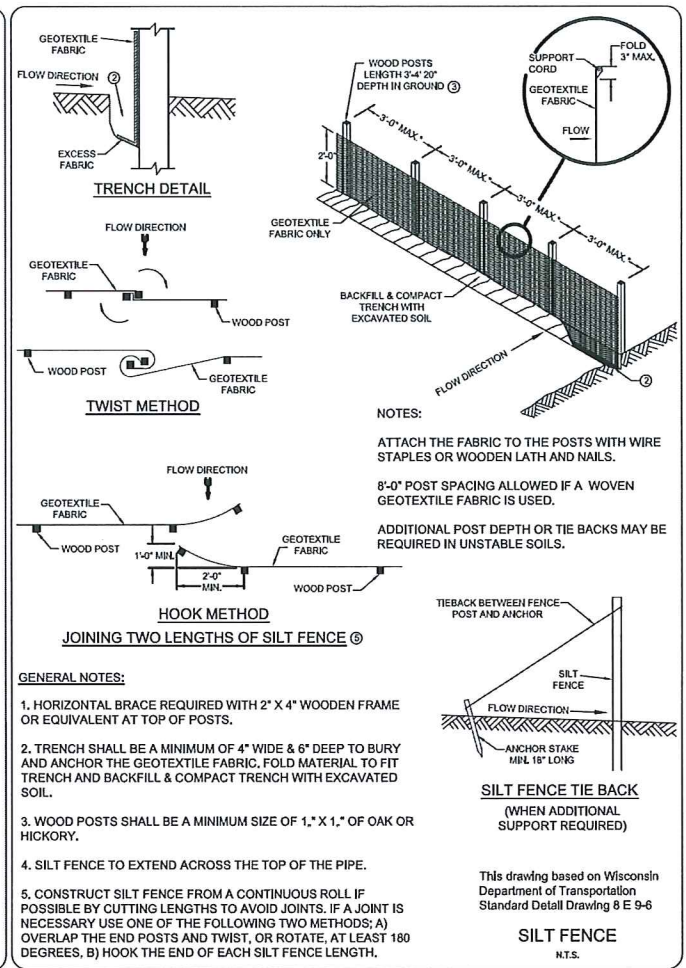 GEOTEXTILE
FABRIC
FLOW DIRECTION ②
EXCESS
FABRIC
TRENCH DETAIL
WOOD POSTS
LENGTH 3'-4' 20"
DEPTH IN GROUND ③
3'-0" MAX.*
3'-0" MAX.*
3'-0" MAX.*
3'-0" MAX.*
2'-0"
SUPPORT
CORD
FOLD
3" MAX.
GEOTEXTILE
FABRIC
FLOW
GEOTEXTILE
FABRIC ONLY
BACKFILL & COMPACT
TRENCH WITH
EXCAVATED SOIL
FLOW DIRECTION
②
FLOW DIRECTION
GEOTEXTILE
FABRIC
WOOD POST
WOOD POST
GEOTEXTILE
FABRIC
TWIST METHOD
NOTES:
ATTACH THE FABRIC TO THE POSTS WITH WIRE
STAPLES OR WOODEN LATH AND NAILS.
8'-0" POST SPACING ALLOWED IF A WOVEN
GEOTEXTILE FABRIC IS USED.
ADDITIONAL POST DEPTH OR TIE BACKS MAY BE
REQUIRED IN UNSTABLE SOILS.
FLOW DIRECTION
GEOTEXTILE
FABRIC
WOOD POST
1'-0" MIN.
2'-0"
MIN.
GEOTEXTILE
FABRIC
WOOD POST
HOOK METHOD
JOINING TWO LENGTHS OF SILT FENCE ⑤
TIEBACK BETWEEN FENCE
POST AND ANCHOR
SILT
FENCE
FLOW DIRECTION
ANCHOR STAKE
MIN. 18" LONG
SILT FENCE TIE BACK
(WHEN ADDITIONAL
SUPPORT REQUIRED)
GENERAL NOTES:
1. HORIZONTAL BRACE REQUIRED WITH 2" X 4" WOODEN FRAME
OR EQUIVALENT AT TOP OF POSTS.
2. TRENCH SHALL BE A MINIMUM OF 4" WIDE & 6" DEEP TO BURY
AND ANCHOR THE GEOTEXTILE FABRIC. FOLD MATERIAL TO FIT
TRENCH AND BACKFILL & COMPACT TRENCH WITH EXCAVATED
SOIL.
3. WOOD POSTS SHALL BE A MINIMUM SIZE OF 1," X 1," OF OAK OR
HICKORY.
4. SILT FENCE TO EXTEND ACROSS THE TOP OF THE PIPE.
5. CONSTRUCT SILT FENCE FROM A CONTINUOUS ROLL IF
POSSIBLE BY CUTTING LENGTHS TO AVOID JOINTS. IF A JOINT IS
NECESSARY USE ONE OF THE FOLLOWING TWO METHODS; A)
OVERLAP THE END POSTS AND TWIST, OR ROTATE, AT LEAST 180
DEGREES, B) HOOK THE END OF EACH SILT FENCE LENGTH.
This drawing based on Wisconsin
Department of Transportation
Standard Detail Drawing 8 E 9-6
SILT FENCE
N.T.S.